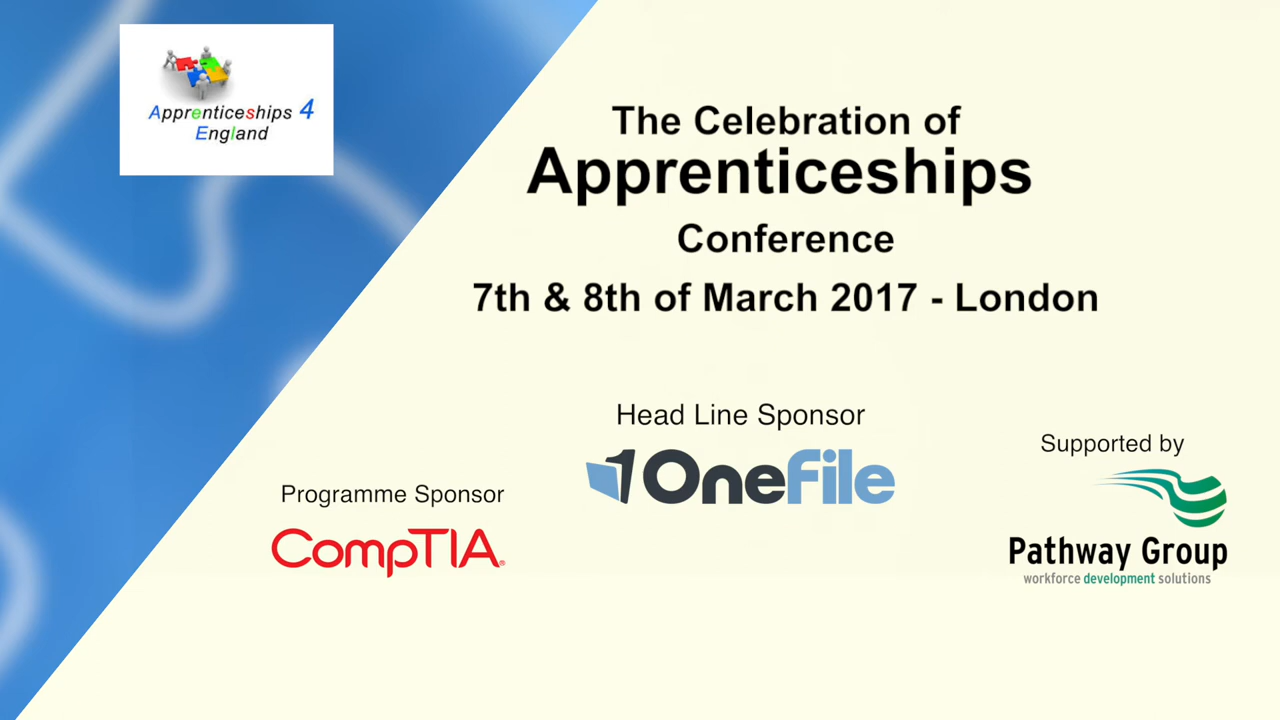 Apprenticeships 4
England
The Celebration of
Apprenticeships
Conference
7th & 8th of March 2017 - London
Head Line Sponsor
OneFile
Supported by
Pathway Group
workforce development solutions
Programme Sponsor
CompTIA®